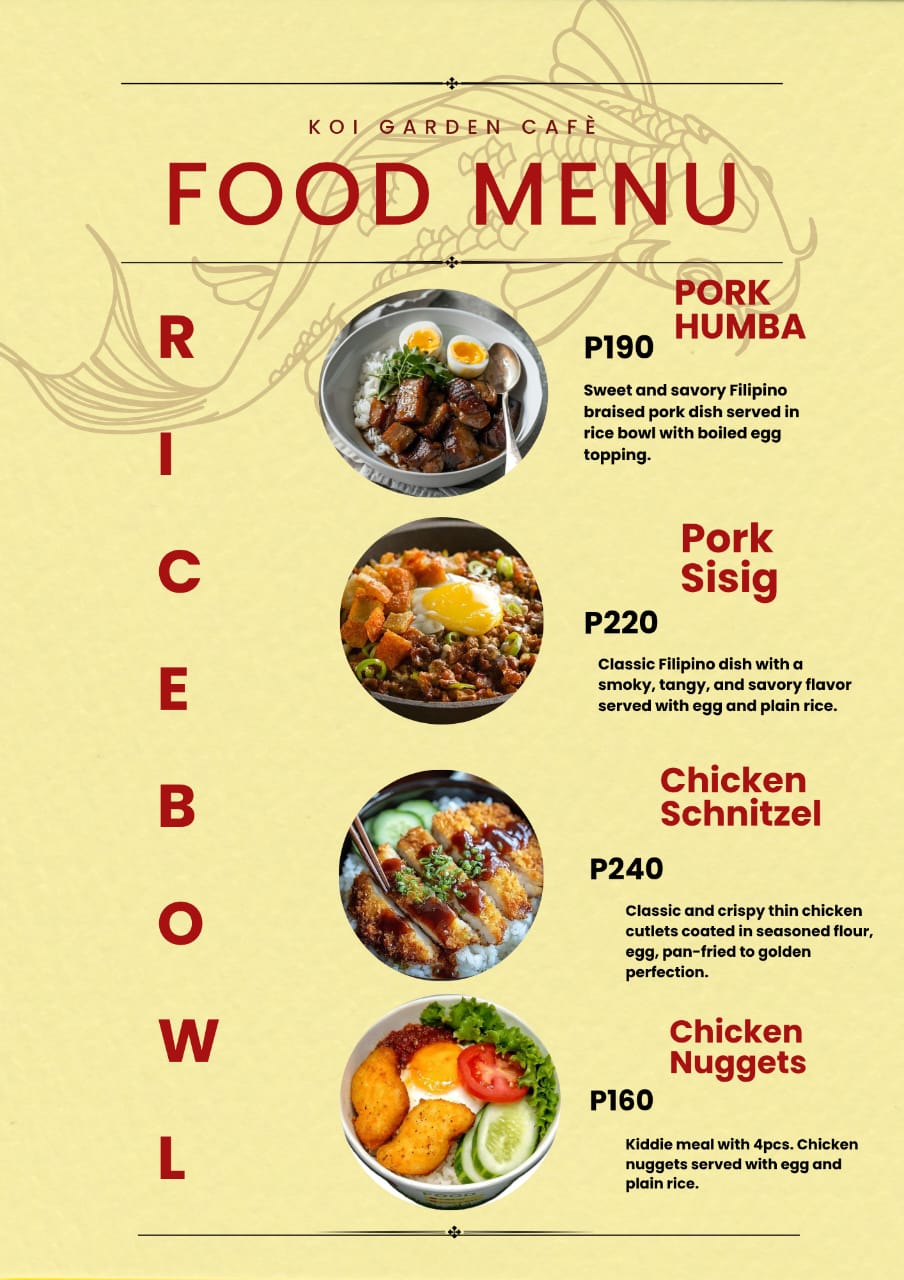 KOI GARDEN CAFÈ
FOOD MENU
R
I
C
E
B
O
W
L
PORK
HUMBA
P190
Sweet and savory Filipino
braised pork dish served in
rice bowl with boiled egg
topping.
Pork
Sisig
P220
Classic Filipino dish with a
smoky, tangy, and savory flavor
served with egg and plain rice.
Chicken
Schnitzel
P240
Classic and crispy thin chicken
cutlets coated in seasoned flour,
egg, pan-fried to golden
perfection.
Chicken
Nuggets
P160
Kiddie meal with 4pcs. Chicken
nuggets served with egg and
plain rice.